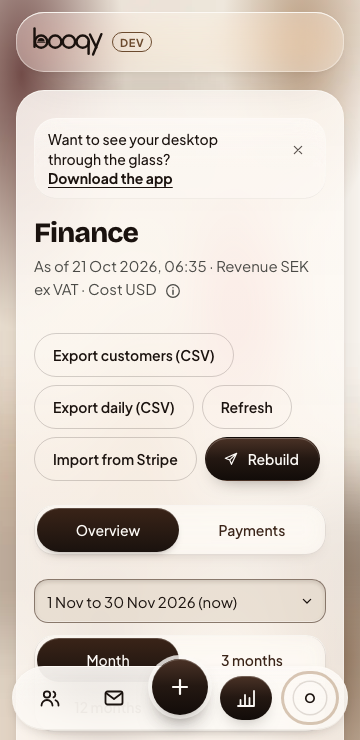 booqy DEV
Want to see your desktop
through the glass?
Download the app
Finance
As of 21 Oct 2026, 06:35 · Revenue SEK
ex VAT · Cost USD
Export customers (CSV)
Export daily (CSV) Refresh
Import from Stripe Rebuild
Overview Payments
1 Nov to 30 Nov 2026 (now)
Month 3 months
12 months